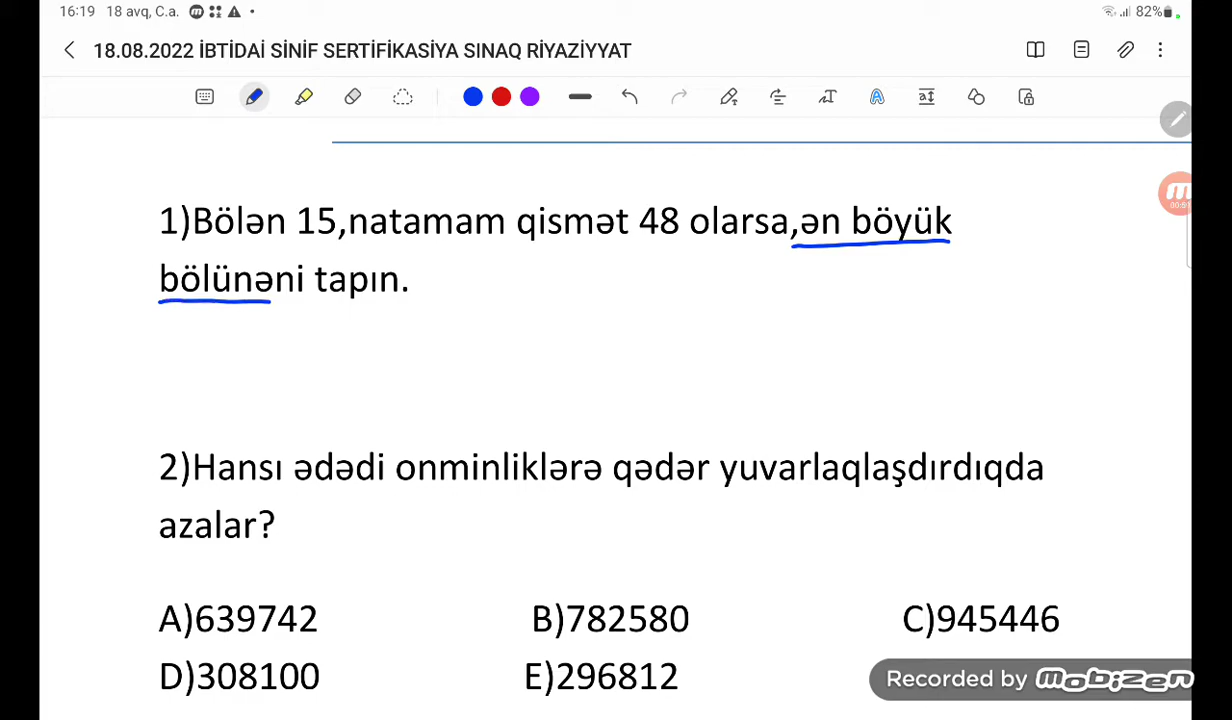 16:19 18 avq, C.a. 82%
18.08.2022 İBTİDAİ SİNİF SERTİFİKASİYA SINAQ RİYAZİYYAT
1)Bölən 15,natamam qismət 48 olarsa,ən böyük
bölünəni tapın.
2)Hansı ədədi onminliklərə qədər yuvarlaqlaşdırdıqda
azalar?
A)639742 B)782580 C)945446
D)308100 E)296812
Recorded by mobizen